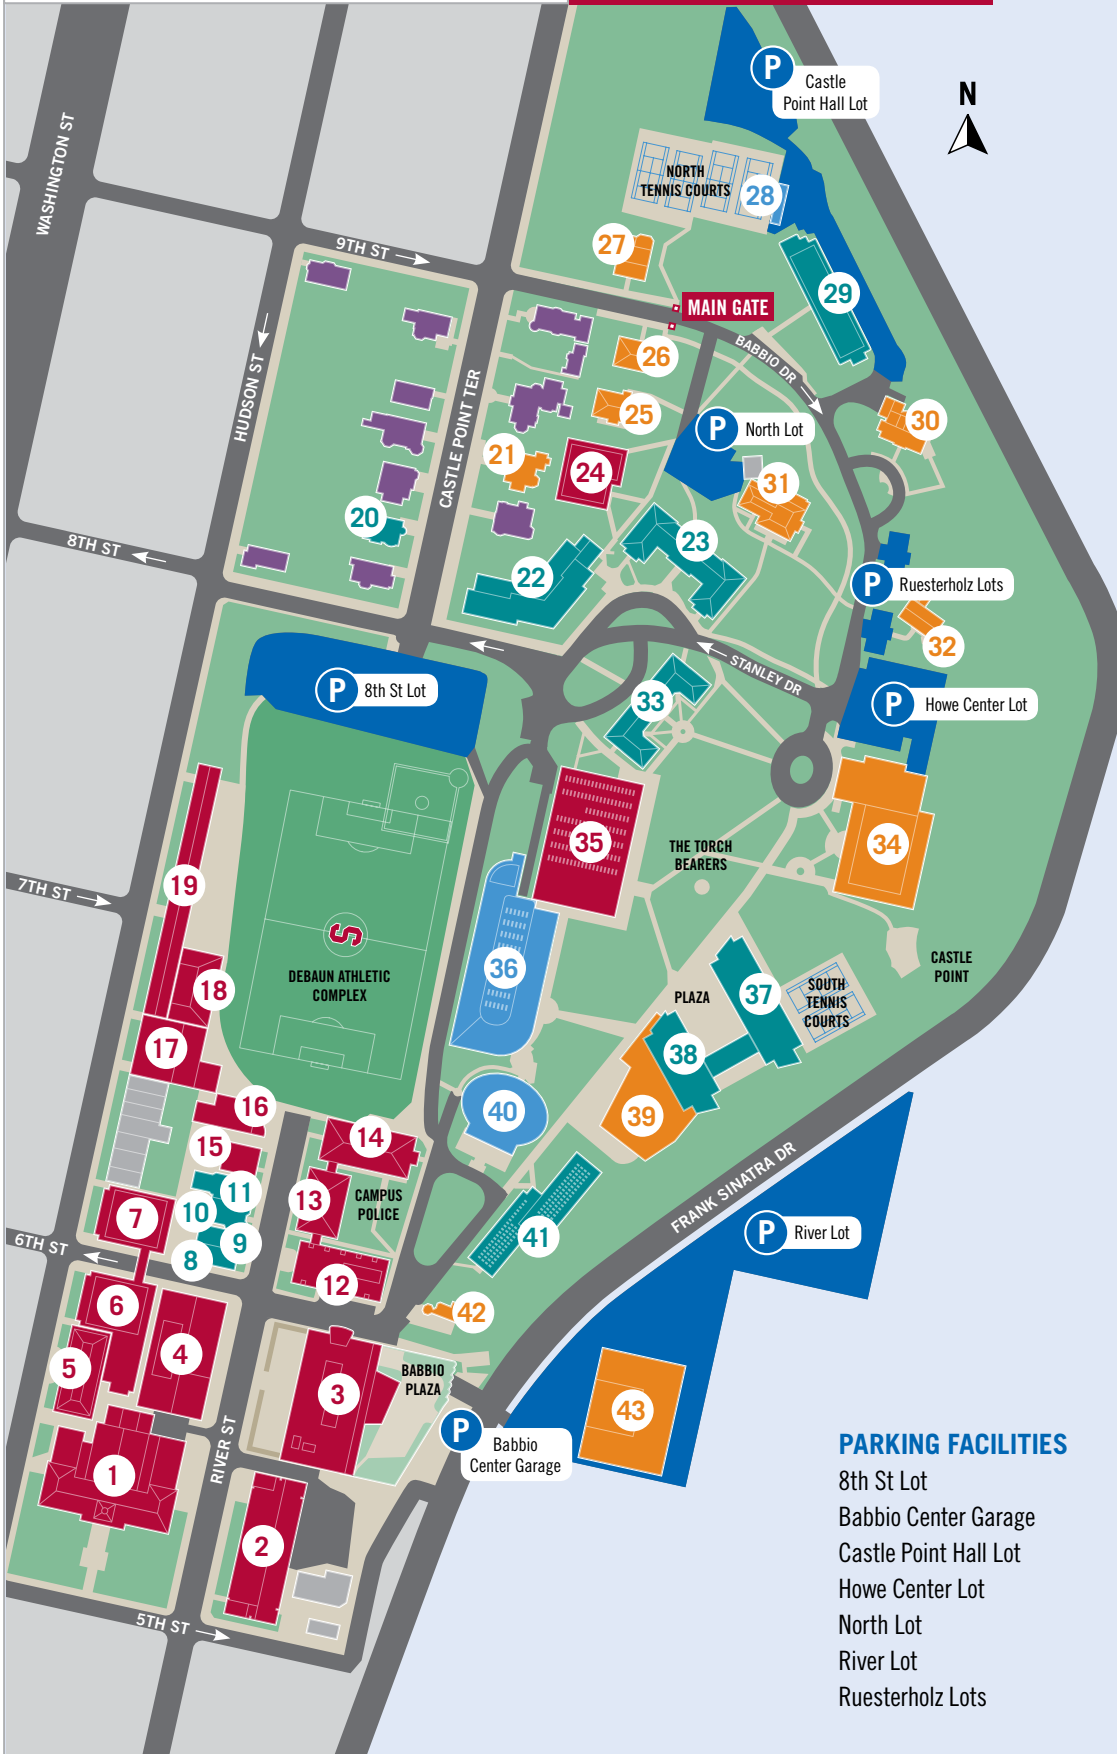 P
Castle
Point Hall Lot
N
WASHINGTON ST
NORTH
TENNIS COURTS
28
27
9TH ST
29
MAIN GATE
26
BABBIO DR
HUDSON ST
CASTLE POINT TER
25
30
P
North Lot
21
24
31
20
8TH ST
23
22
P
Ruesterholz Lots
32
STANLEY DR
P
8th St Lot
33
P
Howe Center Lot
35
34
THE TORCH
BEARERS
19
7TH ST
S
36
DEBAUN ATHLETIC
COMPLEX
CASTLE
POINT
18
PLAZA
37
SOUTH
TENNIS
COURTS
17
38
16
40
39
14
15
11
13
CAMPUS
POLICE
10
FRANK SINATRA DR
7
9
41
P
River Lot
6TH ST
8
12
6
42
4
5
3
BABBIO
PLAZA
43
P
Babbio
Center Garage
RIVER ST
1
2
5TH ST
PARKING FACILITIES
8th St Lot
Babbio Center Garage
Castle Point Hall Lot
Howe Center Lot
North Lot
River Lot
Ruesterholz Lots